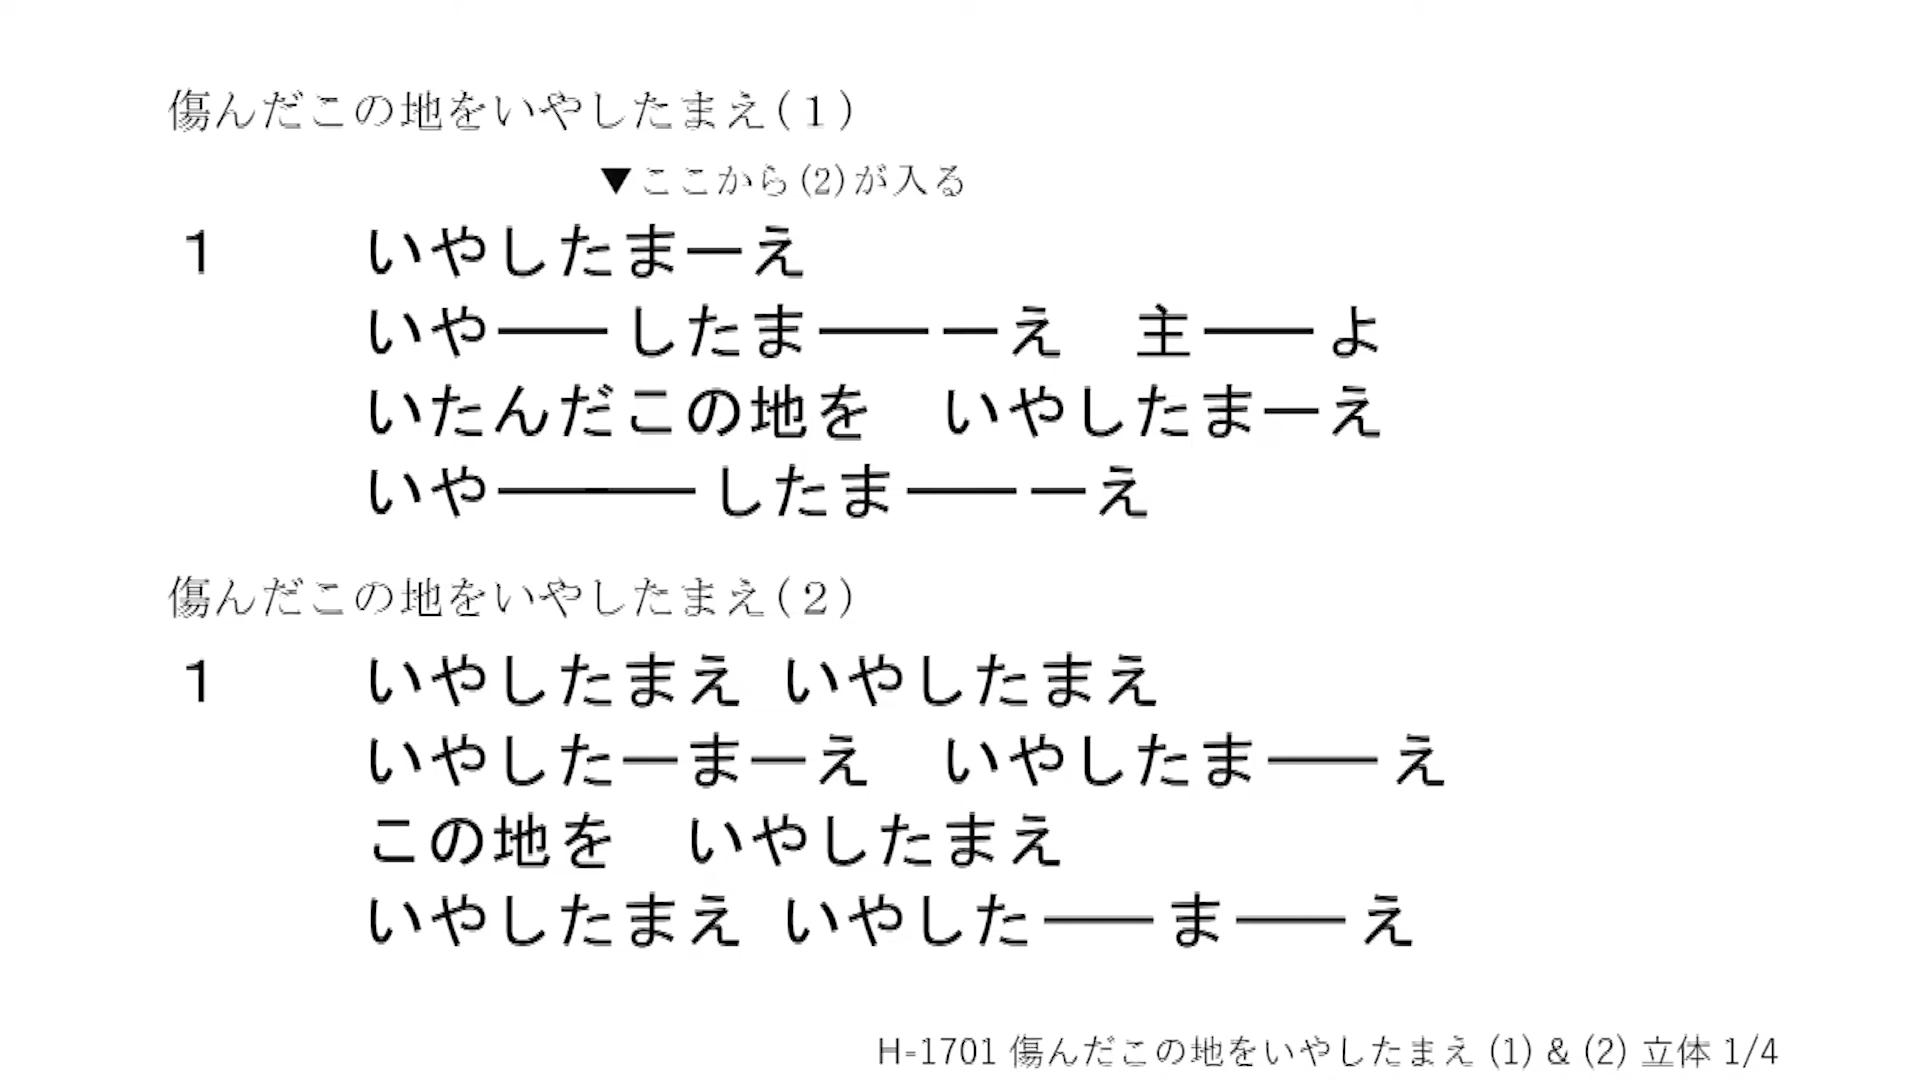 傷んだこの地をいやしたまえ(１)
▼ここから(2)が入る
1　いやしたまーえ
いや――したま――ーえ　主――よ
いたんだこの地を　いやしたまーえ
いや――――したま――ーえ
傷んだこの地をいやしたまえ(２)
1　いやしたまえ いやしたまえ
いやしたーまーえ　いやしたま――え
この地を　いやしたまえ
いやしたまえ いやした――ま――え
H-1701 傷んだこの地をいやしたまえ (1) & (2) 立体 1/4